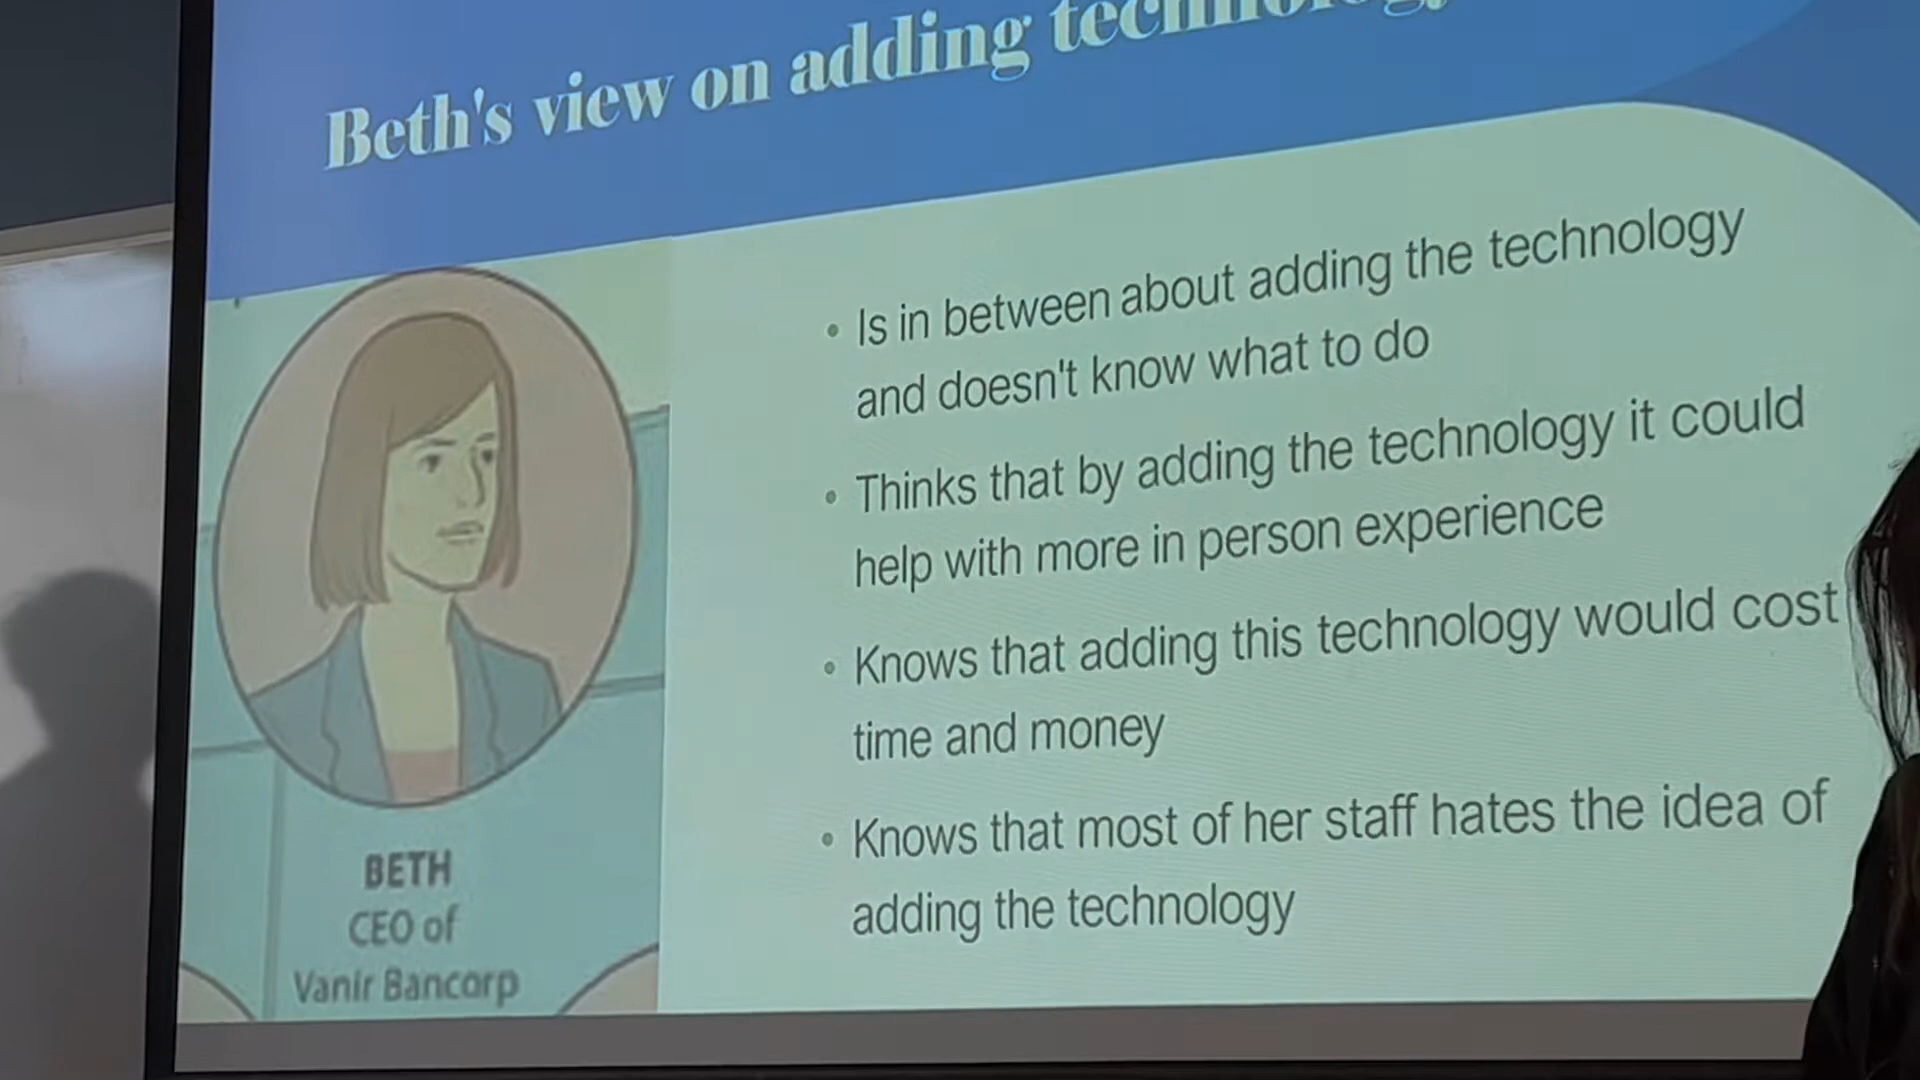 Beth's view on adding technology
• Is in between about adding the technology
and doesn't know what to do
• Thinks that by adding the technology it could
help with more in person experience
• Knows that adding this technology would cost
time and money
• Knows that most of her staff hates the idea of
adding the technology
BETH
CEO of
Vanir Bancorp